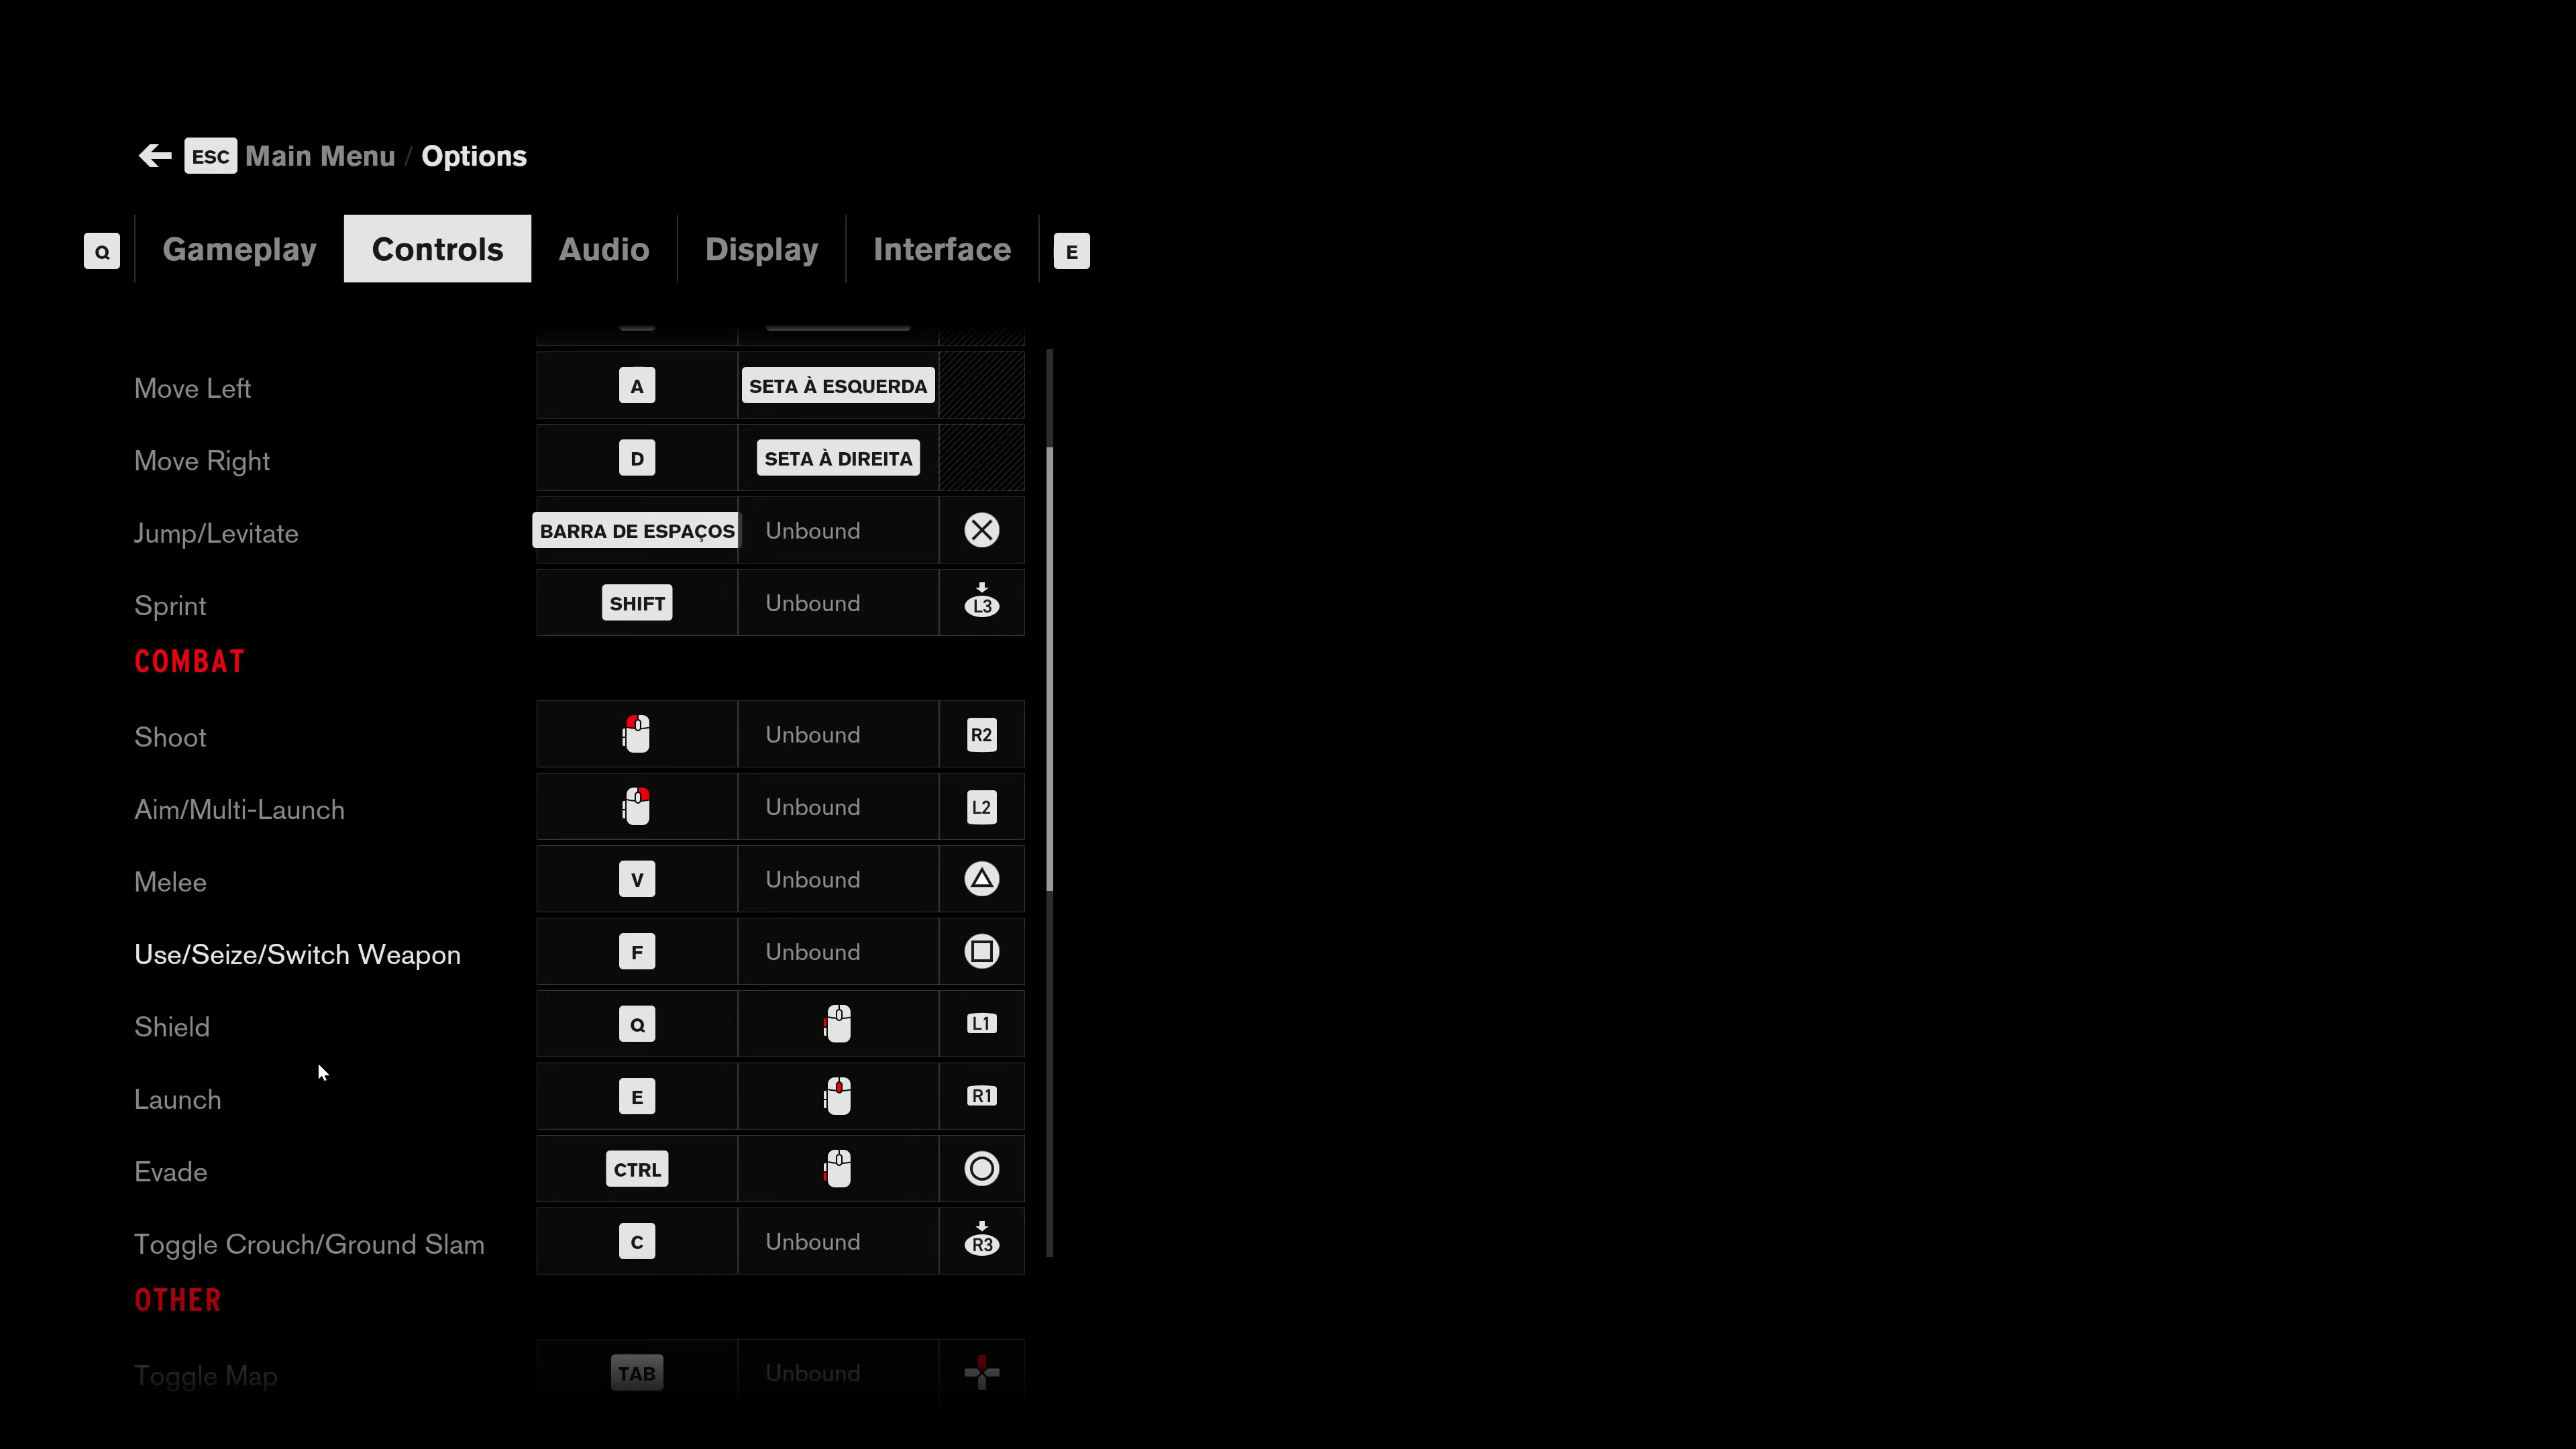 ESC Main Menu / Options
Q Gameplay Controls Audio Display Interface E
Move Left A SETA À ESQUERDA
Move Right D SETA À DIREITA
Jump/Levitate BARRA DE ESPAÇOS Unbound
Sprint SHIFT Unbound L3
COMBAT
Shoot Unbound R2
Aim/Multi-Launch Unbound L2
Melee V Unbound
Use/Seize/Switch Weapon F Unbound
Shield Q L1
Launch E R1
Evade CTRL
Toggle Crouch/Ground Slam C Unbound R3
OTHER
Toggle Map TAB Unbound